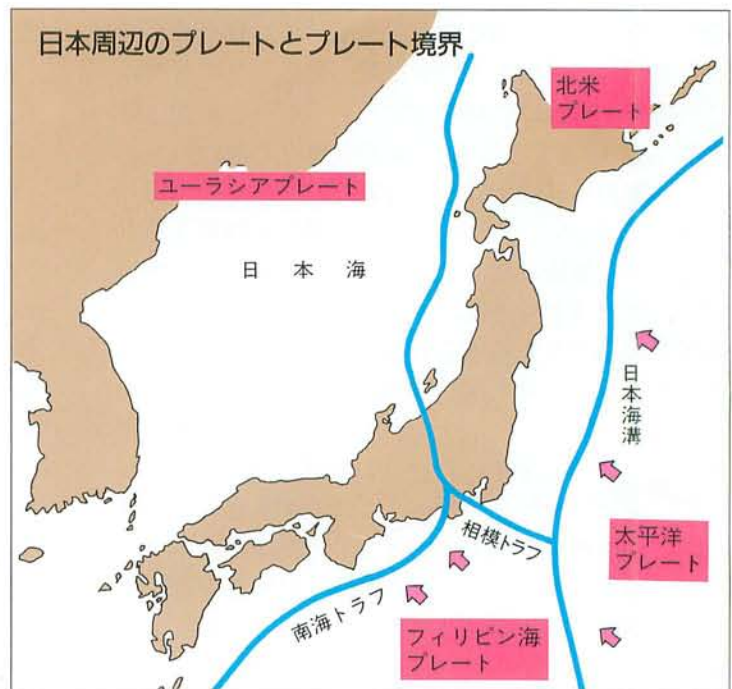 日本周辺のプレートとプレート境界
北米
プレート
ユーラシアプレート
日本海
日本海溝
相模トラフ
太平洋
プレート
南海トラフ
フィリピン海
プレート